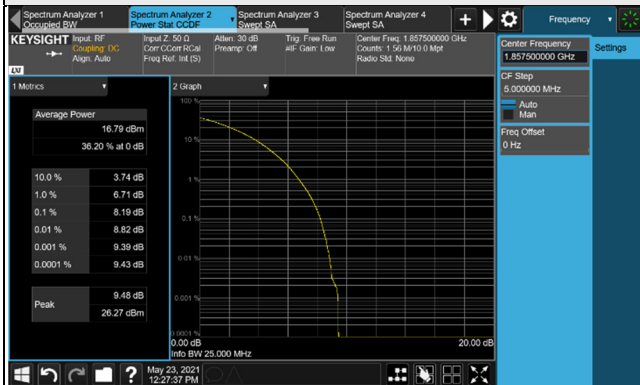 Spectrum Analyzer 1
Occupied BW
Spectrum Analyzer 2
Power Stat CCDF
Spectrum Analyzer 3
Swept SA
Spectrum Analyzer 4
Swept SA
Frequency
KEYSIGHT
Input: RF
Coupling: DC
Align: Auto
Input Z: 50 Ω
Corr CCorr RCal
Freq Ref: Int (S)
Atten: 30 dB
Preamp: Off
Trig: Free Run
#IF Gain: Low
Center Freq: 1.857500000 GHz
Counts: 1.56 M/10.0 Mpt
Radio Std: None
LXI
Center Frequency
1.857500000 GHz
Settings
CF Step
5.000000 MHz
Auto
Man
Freq Offset
0 Hz
1 Metrics
2 Graph
Average Power
16.79 dBm
36.20 % at 0 dB
10.0 % 3.74 dB
1.0 % 6.71 dB
0.1 % 8.19 dB
0.01 % 8.82 dB
0.001 % 9.39 dB
0.0001 % 9.43 dB
Peak
9.48 dB
26.27 dBm
100 %
10 %
1 %
0.1 %
0.001 %
0.0001 %
0.00 dB
20.00 dB
Info BW 25.000 MHz
May 23, 2021
12:27:37 PM